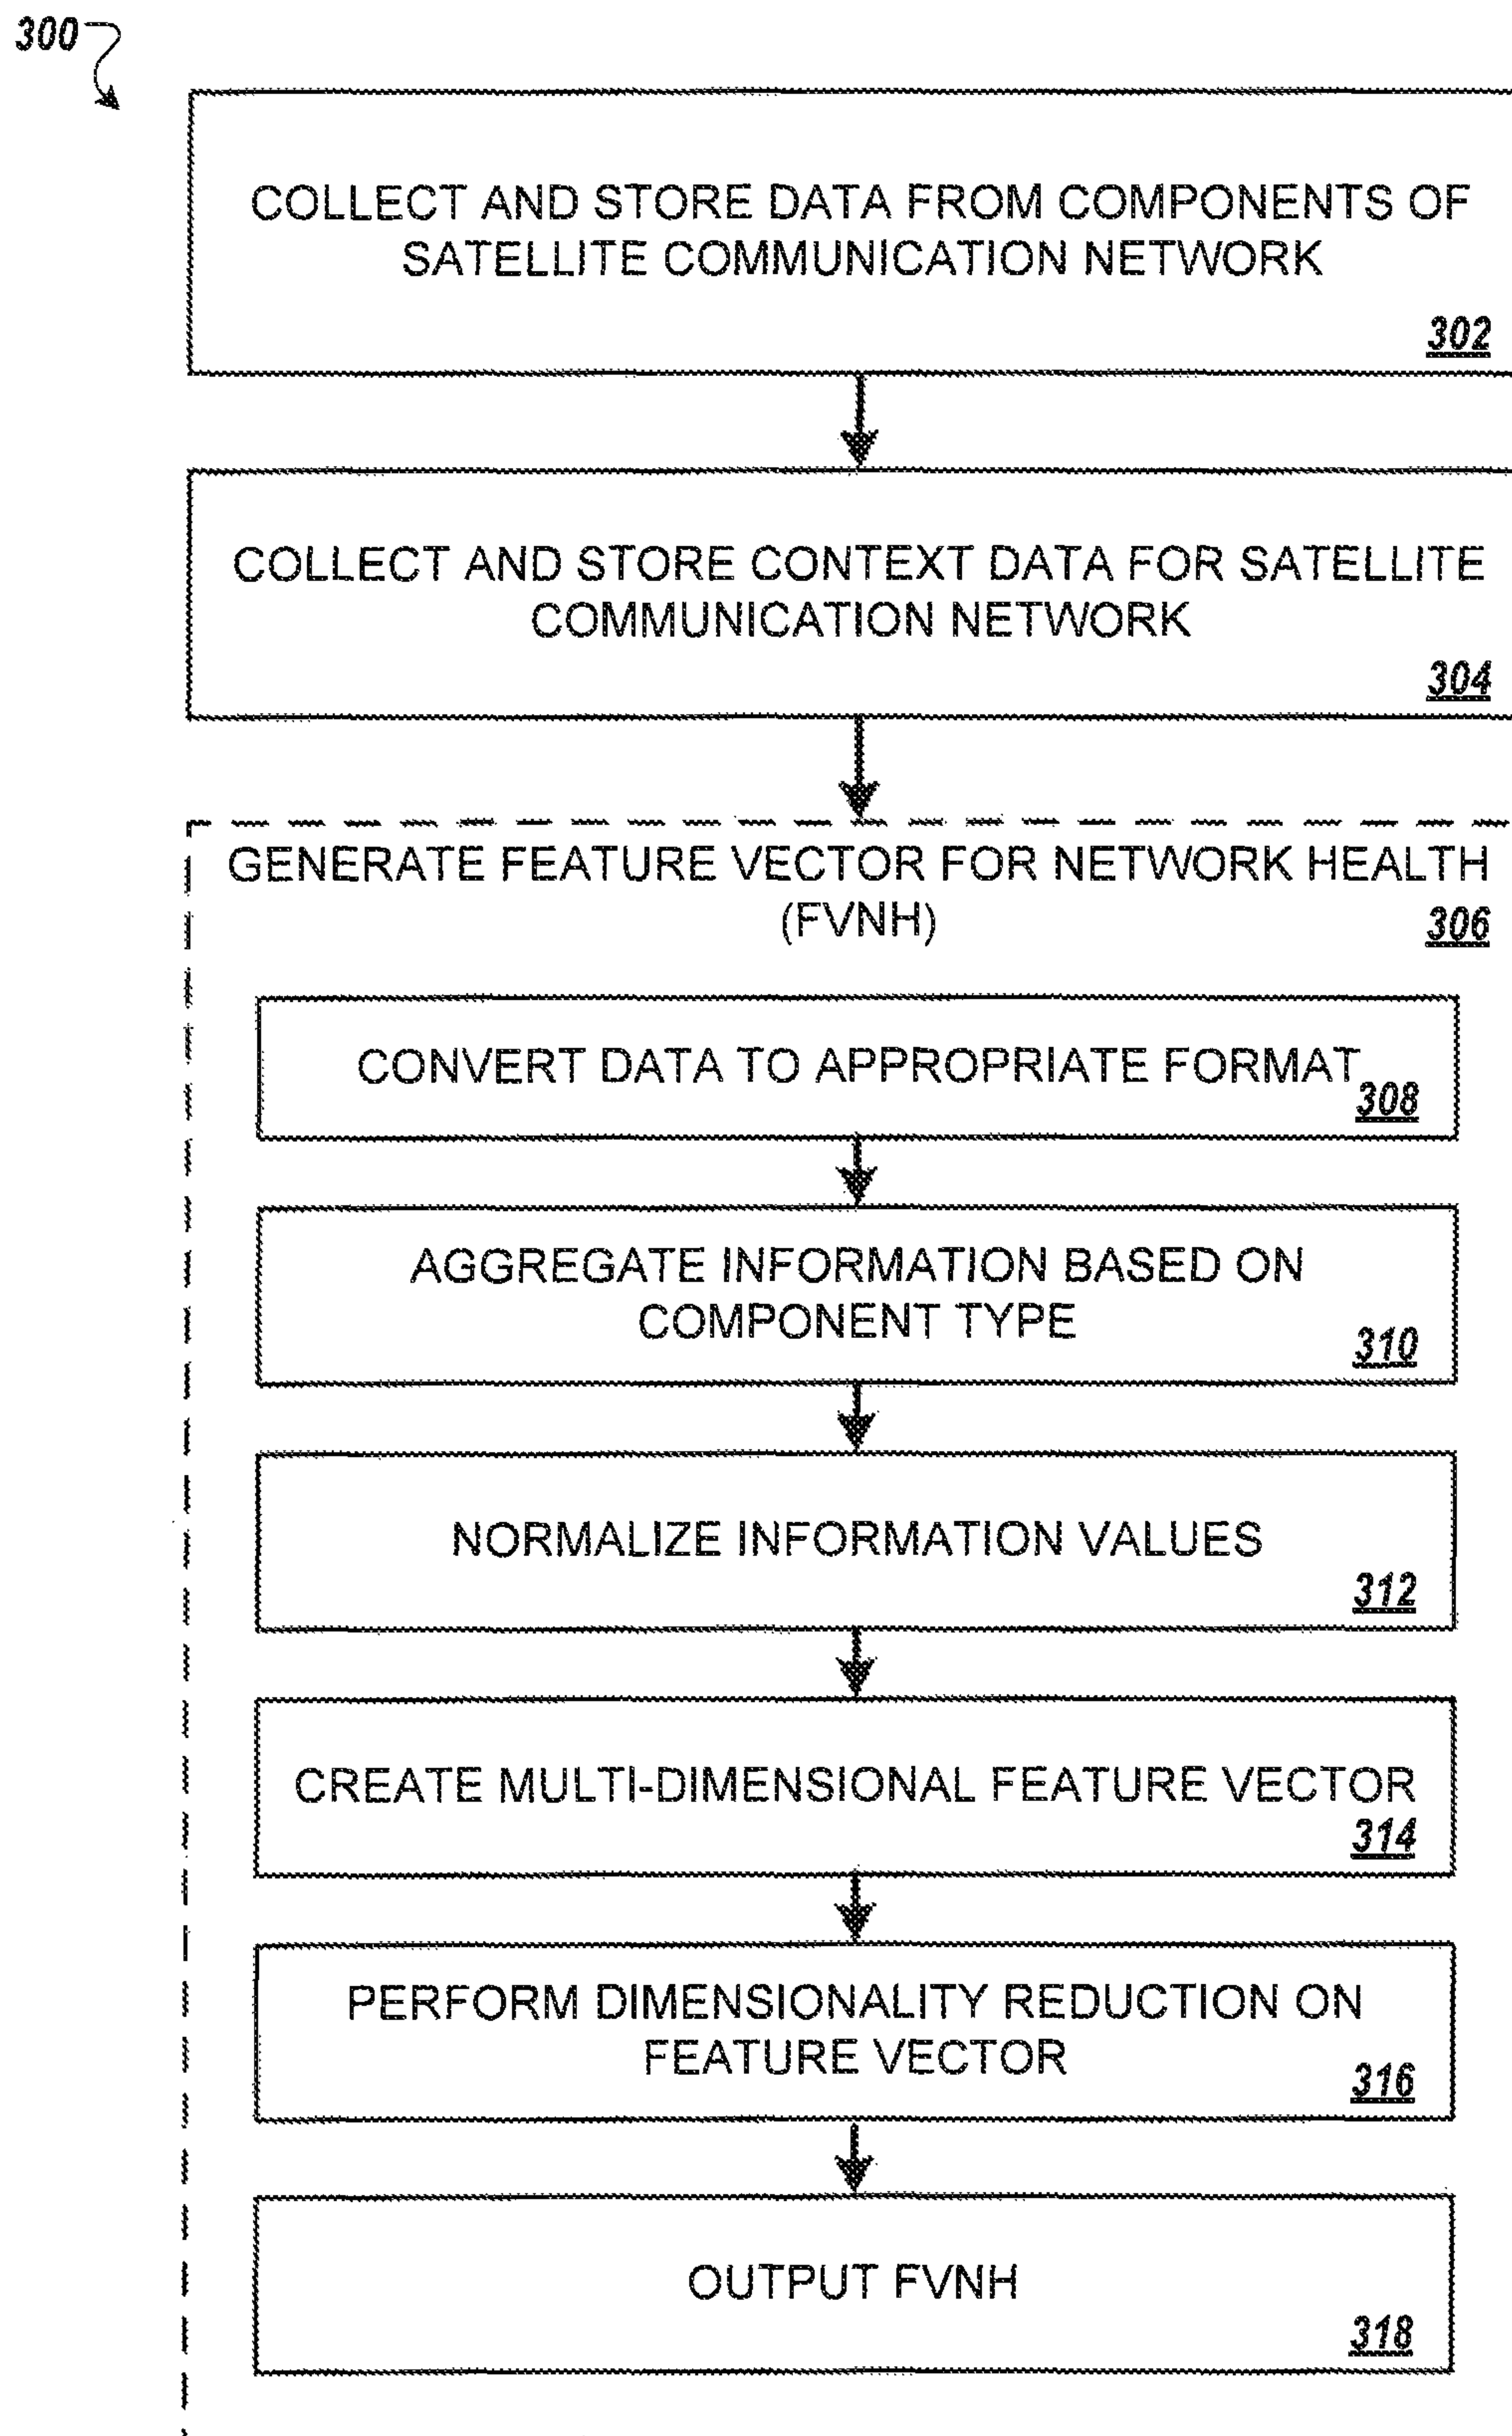 300
COLLECT AND STORE DATA FROM COMPONENTS OF
SATELLITE COMMUNICATION NETWORK
302
COLLECT AND STORE CONTEXT DATA FOR SATELLITE
COMMUNICATION NETWORK
304
GENERATE FEATURE VECTOR FOR NETWORK HEALTH
(FVNH)
306
CONVERT DATA TO APPROPRIATE FORMAT
308
AGGREGATE INFORMATION BASED ON
COMPONENT TYPE
310
NORMALIZE INFORMATION VALUES
312
CREATE MULTI-DIMENSIONAL FEATURE VECTOR
314
PERFORM DIMENSIONALITY REDUCTION ON
FEATURE VECTOR
316
OUTPUT FVNH
318